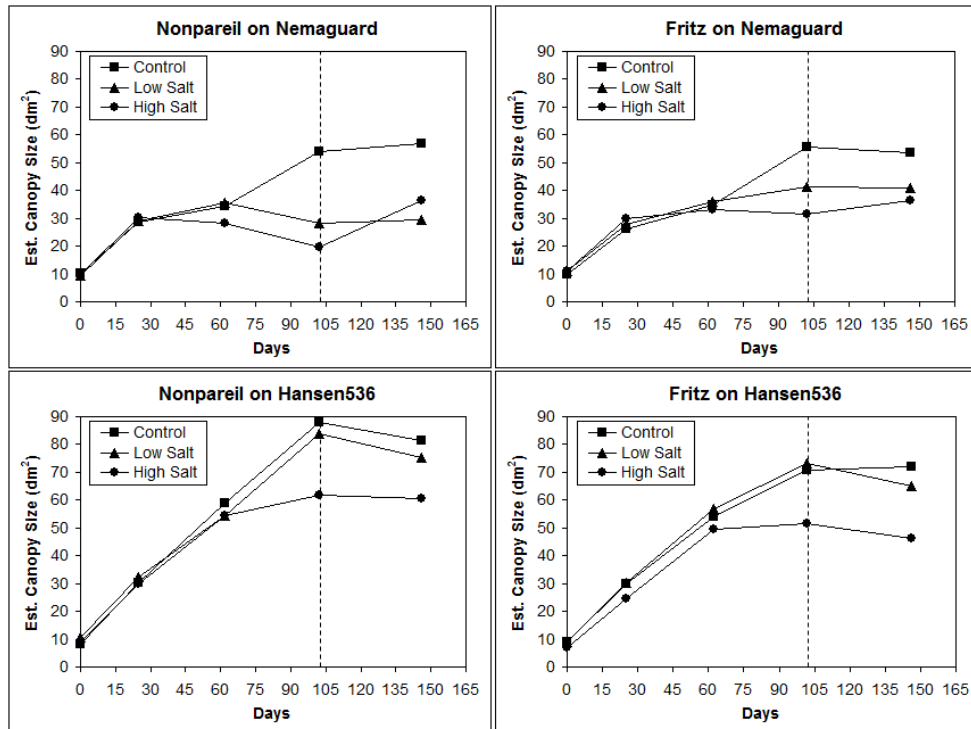 Nonpareil on Nemaguard
Est. Canopy Size (dm²)
90
80
70
60
50
40
30
20
10
0
Control
Low Salt
High Salt
0 15 30 45 60 75 90 105 120 135 150 165
Days
Fritz on Nemaguard
Est. Canopy Size (dm²)
90
80
70
60
50
40
30
20
10
0
Control
Low Salt
High Salt
0 15 30 45 60 75 90 105 120 135 150 165
Days
Nonpareil on Hansen536
Est. Canopy Size (dm²)
90
80
70
60
50
40
30
20
10
0
Control
Low Salt
High Salt
0 15 30 45 60 75 90 105 120 135 150 165
Days
Fritz on Hansen536
Est. Canopy Size (dm²)
90
80
70
60
50
40
30
20
10
0
Control
Low Salt
High Salt
0 15 30 45 60 75 90 105 120 135 150 165
Days